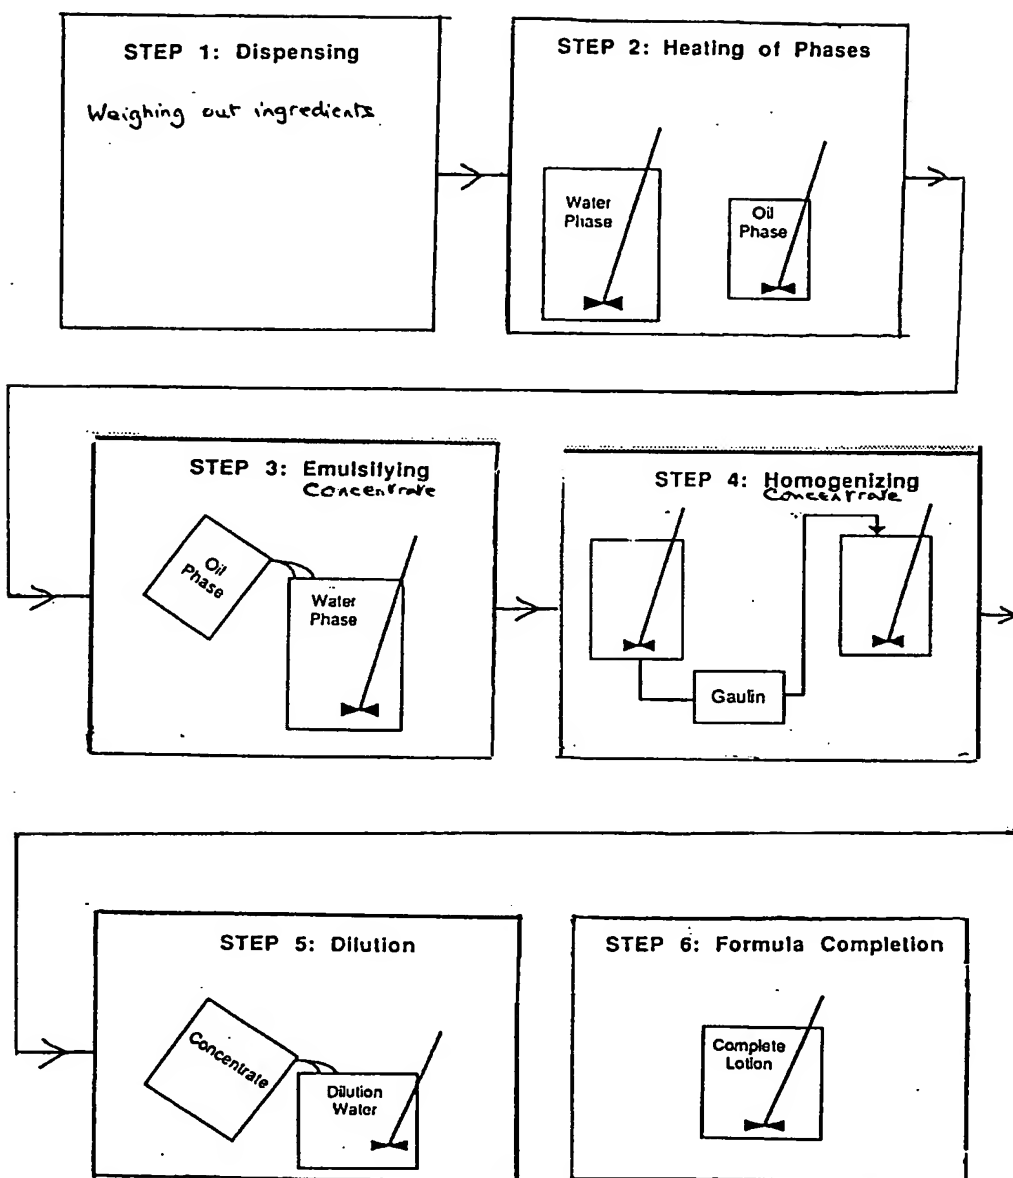 STEP 1: Dispensing
Weighing out ingredients
STEP 2: Heating of Phases
Water
Phase
Oil
Phase
STEP 3: Emulsifying
Concentrate
Oil
Phase
Water
Phase
STEP 4: Homogenizing
Concentrate
Gaulin
STEP 5: Dilution
Concentrate
Dilution
Water
STEP 6: Formula Completion
Complete
Lotion